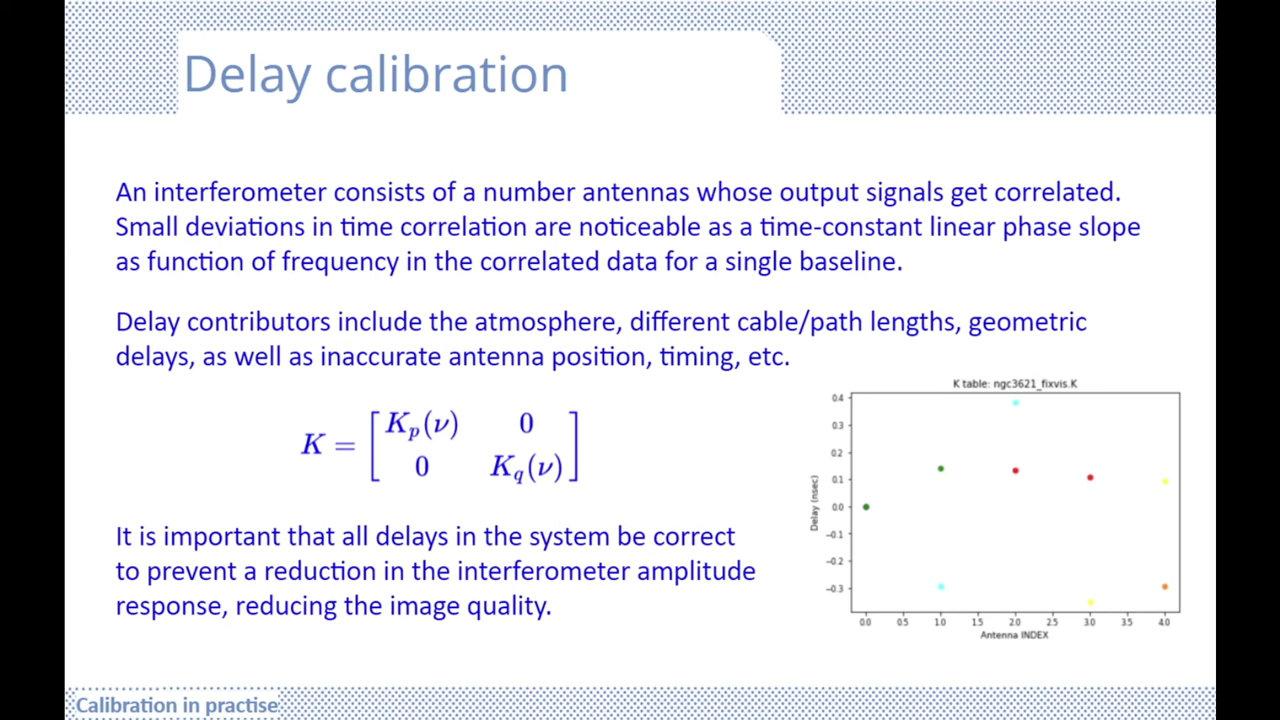 Delay calibration
An interferometer consists of a number antennas whose output signals get correlated.
Small deviations in time correlation are noticeable as a time-constant linear phase slope
as function of frequency in the correlated data for a single baseline.
Delay contributors include the atmosphere, different cable/path lengths, geometric
delays, as well as inaccurate antenna position, timing, etc.
K = [ K_p(ν) 0
0 K_q(ν) ]
It is important that all delays in the system be correct
to prevent a reduction in the interferometer amplitude
response, reducing the image quality.
K table: ngc3621_fixvis.K
Delay (nsec)
0.4
0.3
0.2
0.1
0.0
−0.1
−0.2
−0.3
0.0 0.5 1.0 1.5 2.0 2.5 3.0 3.5 4.0
Antenna INDEX
Calibration in practise